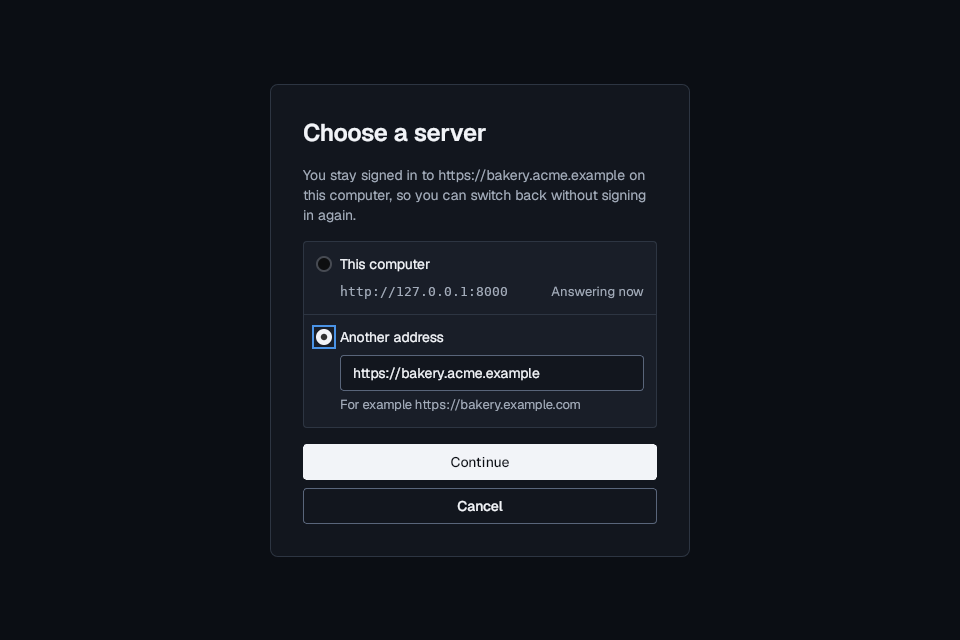 Choose a server
You stay signed in to https://bakery.acme.example on
this computer, so you can switch back without signing
in again.
This computer
http://127.0.0.1:8000
Answering now
Another address
https://bakery.acme.example
For example https://bakery.example.com
Continue
Cancel